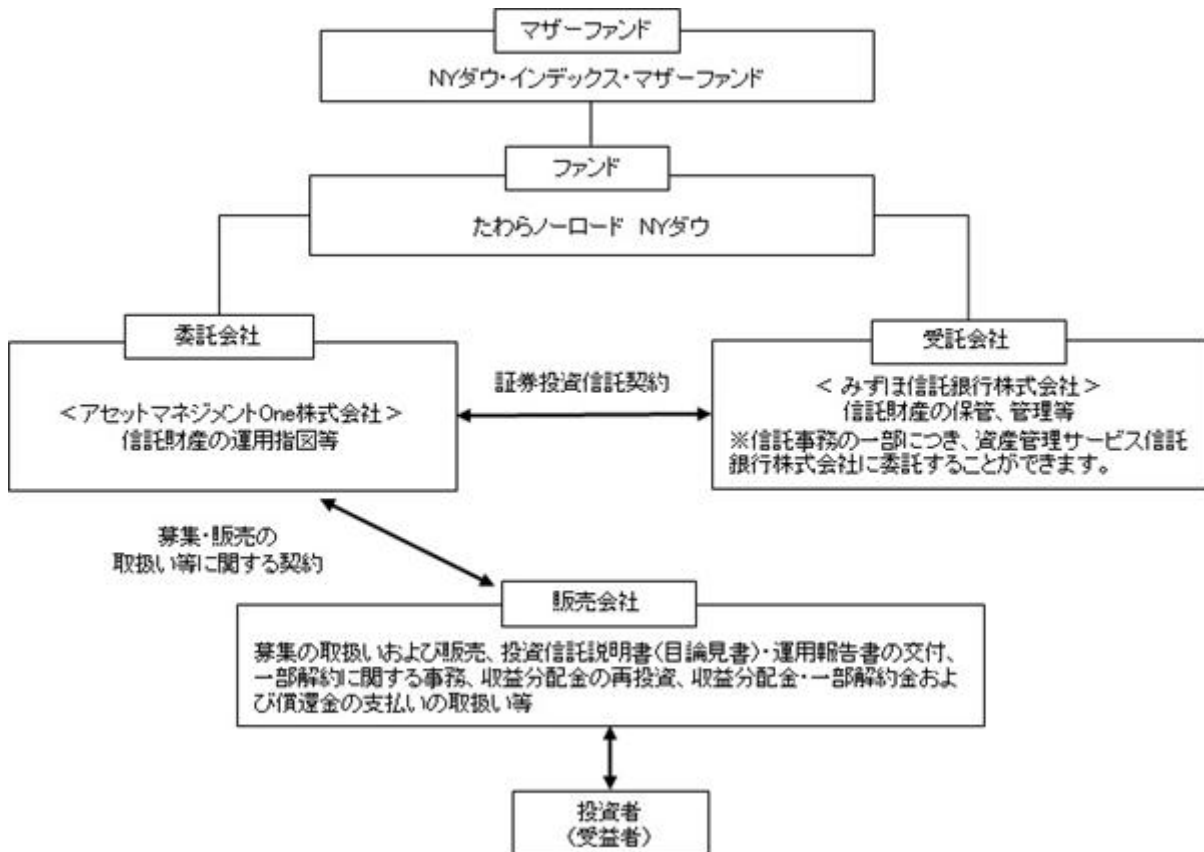 マザーファンド
NYダウ・インデックス・マザーファンド
ファンド
たわらノーロード NYダウ
委託会社
<アセットマネジメントOne株式会社>
信託財産の運用指図等
証券投資信託契約
受託会社
<みずほ信託銀行株式会社>
信託財産の保管、管理等
※信託事務の一部につき、資産管理サービス信託
銀行株式会社に委託することができます。
募集・販売の
取扱い等に関する契約
販売会社
募集の取扱いおよび販売、投資信託説明書(目論見書)・運用報告書の交付、
一部解約に関する事務、収益分配金の再投資、収益分配金・一部解約金およ
び償還金の支払いの取扱い等
投資者
(受益者)